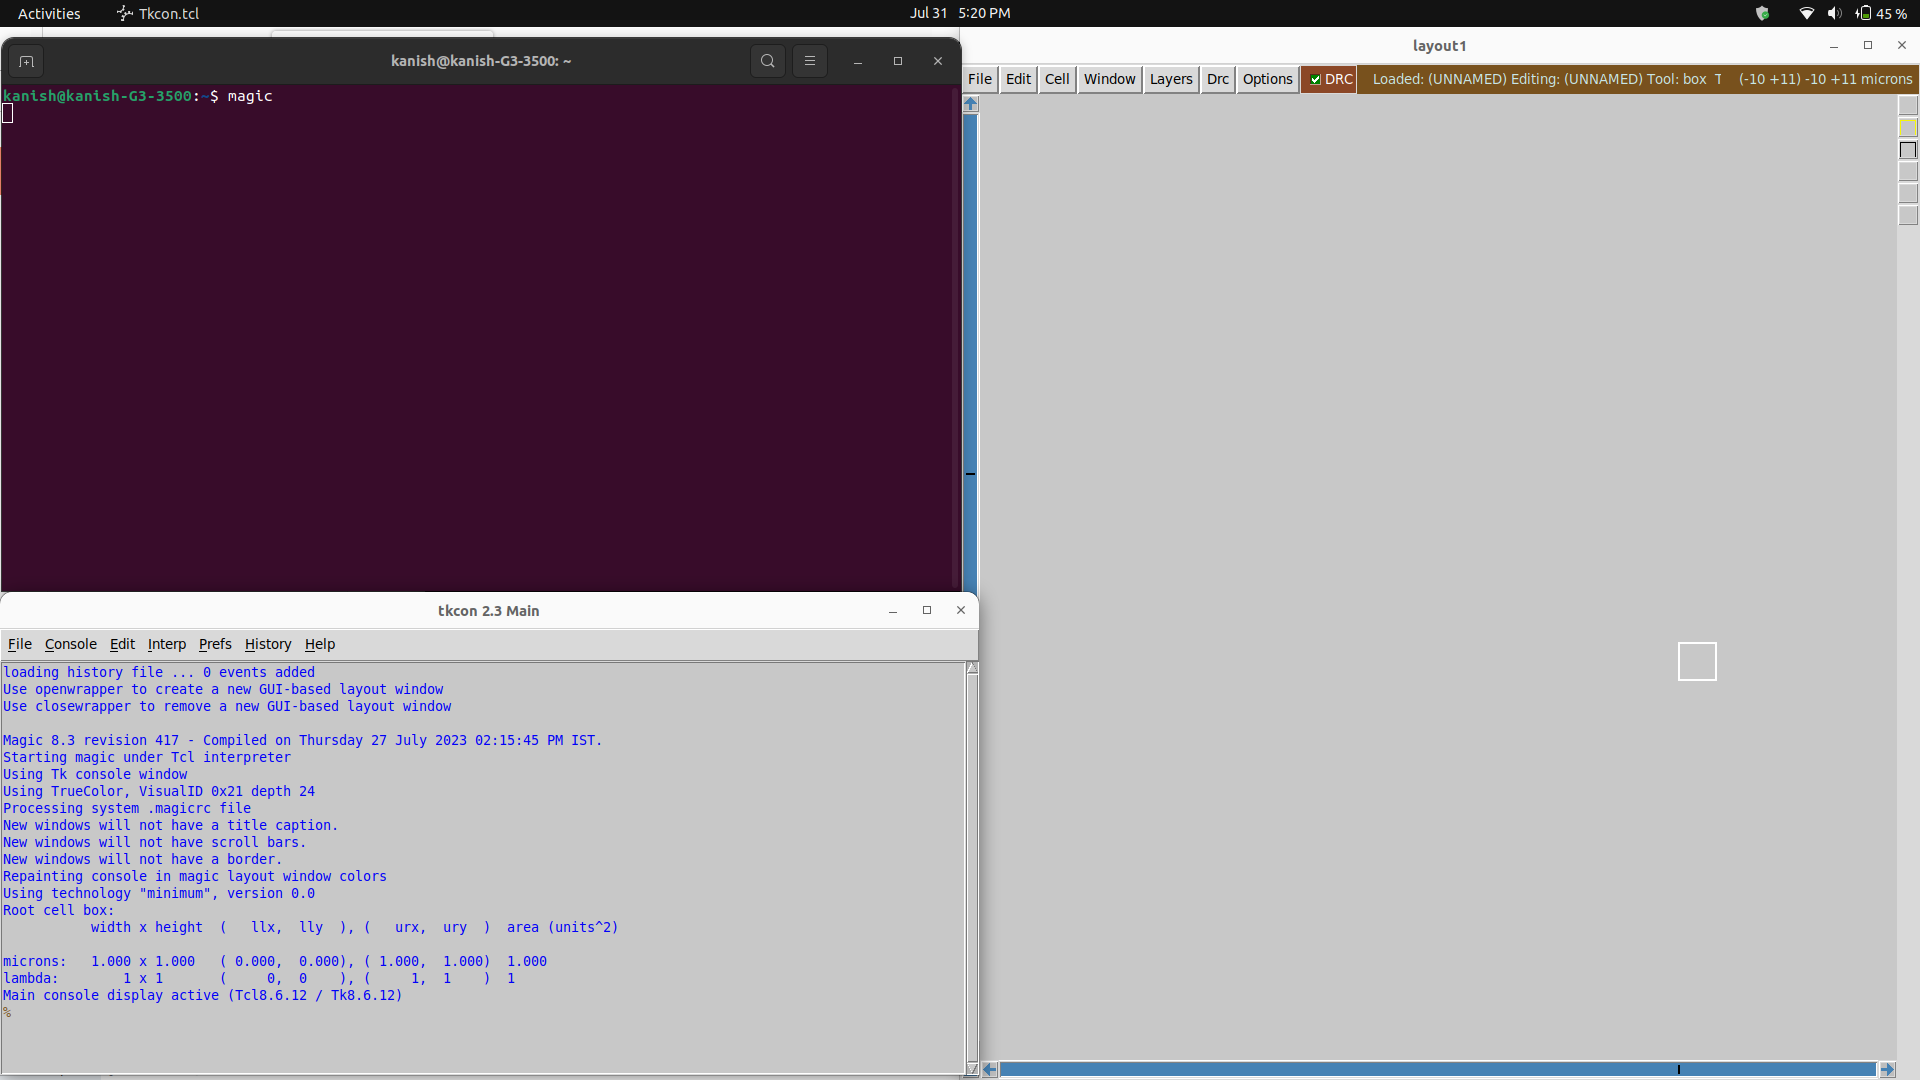 Activities Tkcon.tcl Jul 31 5:20 PM 45 %
kanish@kanish-G3-3500: ~
kanish@kanish-G3-3500:~$ magic
layout1
File Edit Cell Window Layers Drc Options DRC Loaded: (UNNAMED) Editing: (UNNAMED) Tool: box T (-10 +11) -10 +11 microns
tkcon 2.3 Main
File Console Edit Interp Prefs History Help
loading history file ... 0 events added
Use openwrapper to create a new GUI-based layout window
Use closewrapper to remove a new GUI-based layout window
Magic 8.3 revision 417 - Compiled on Thursday 27 July 2023 02:15:45 PM IST.
Starting magic under Tcl interpreter
Using Tk console window
Using TrueColor, VisualID 0x21 depth 24
Processing system .magicrc file
New windows will not have a title caption.
New windows will not have scroll bars.
New windows will not have a border.
Repainting console in magic layout window colors
Using technology "minimum", version 0.0
Root cell box:
width x height ( llx, lly ), ( urx, ury ) area (units^2)
microns: 1.000 x 1.000 ( 0.000, 0.000), ( 1.000, 1.000) 1.000
lambda: 1 x 1 ( 0, 0 ), ( 1, 1 ) 1
Main console display active (Tcl8.6.12 / Tk8.6.12)
%